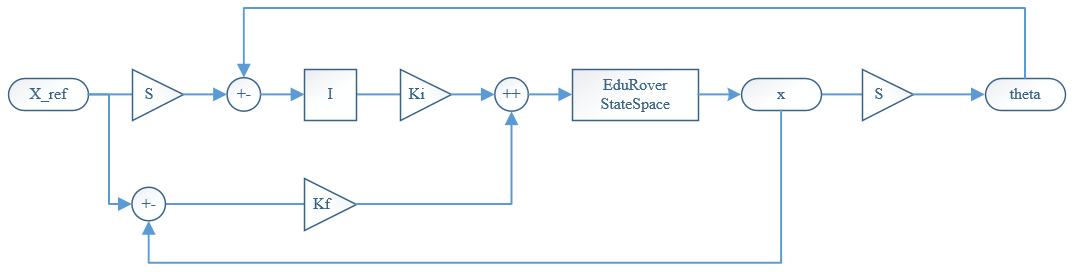 X_ref
S
+-
I
Ki
++
EduRover
StateSpace
x
S
theta
+-
Kf